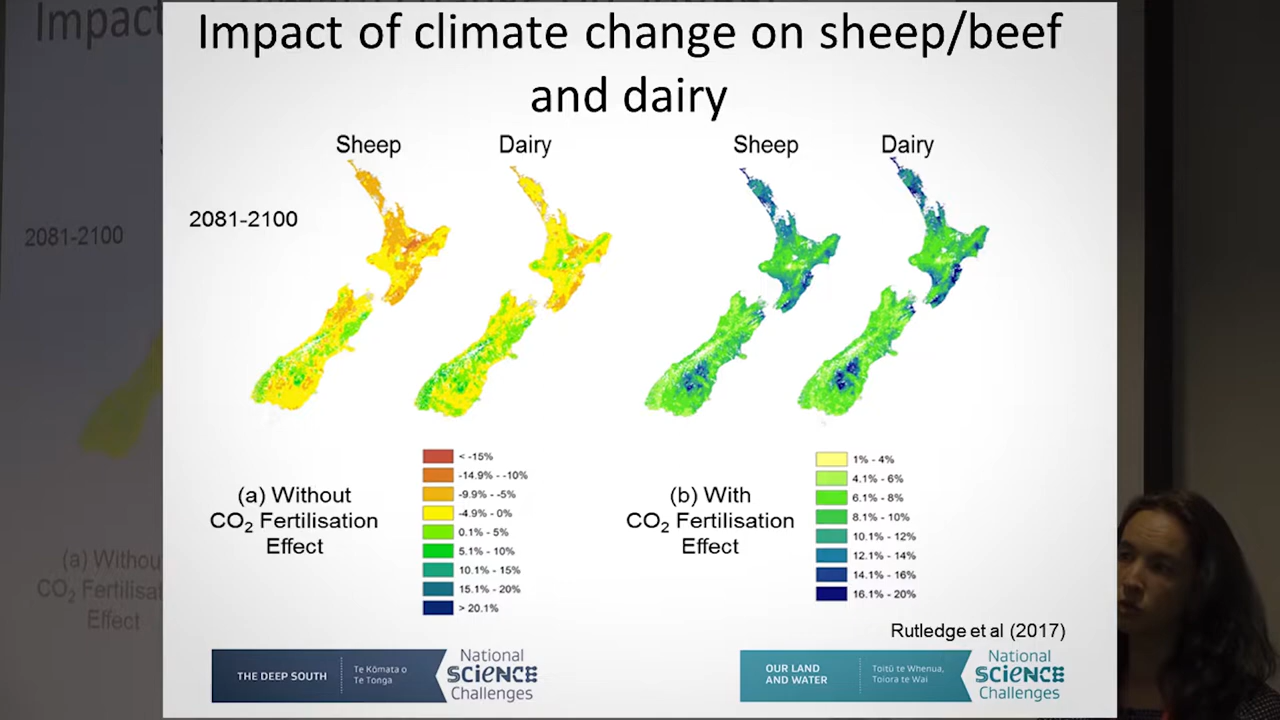 Impact of climate change on sheep/beef
and dairy
Sheep
Dairy
Sheep
Dairy
2081-2100
(a) Without
CO₂ Fertilisation
Effect
< -15%
-14.9% - -10%
-9.9% - -5%
-4.9% - 0%
0.1% - 5%
5.1% - 10%
10.1% - 15%
15.1% - 20%
> 20.1%
(b) With
CO₂ Fertilisation
Effect
1% - 4%
4.1% - 6%
6.1% - 8%
8.1% - 10%
10.1% - 12%
12.1% - 14%
14.1% - 16%
16.1% - 20%
Rutledge et al (2017)
THE DEEP SOUTH
Te Kōmata o
Te Tonga
National
SCIENCE
Challenges
OUR LAND
AND WATER
Toitū te Whenua,
Toiora te Wai
National
SCIENCE
Challenges
Impact
2081-2100
(a) Withou
CO₂ Fertilisa
Effect